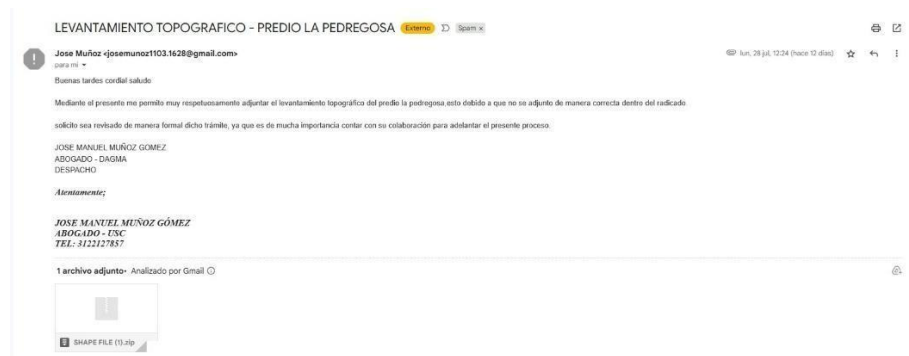 LEVANTAMIENTO TOPOGRAFICO - PREDIO LA PEDREGOSA Externo Spam x
Jose Muñoz <josemunoz1103.1628@gmail.com> lun, 28 jul, 12:24 (hace 12 días)
para mi
Buenas tardes cordial saludo
Mediante el presente me permito muy respetuosamente adjuntar el levantamiento topográfico del predio la pedregosa,esto debido a que no se adjunto de manera correcta dentro del radicado.
solicito sea revisado de manera formal dicho trámite, ya que es de mucha importancia contar con su colaboración para adelantar el presente proceso.
JOSE MANUEL MUÑOZ GOMEZ
ABOGADO - DAGMA
DESPACHO
Atentamente;
JOSE MANUEL MUÑOZ GÓMEZ
ABOGADO - USC
TEL: 3122127857
1 archivo adjunto • Analizado por Gmail
SHAPE FILE (1).zip